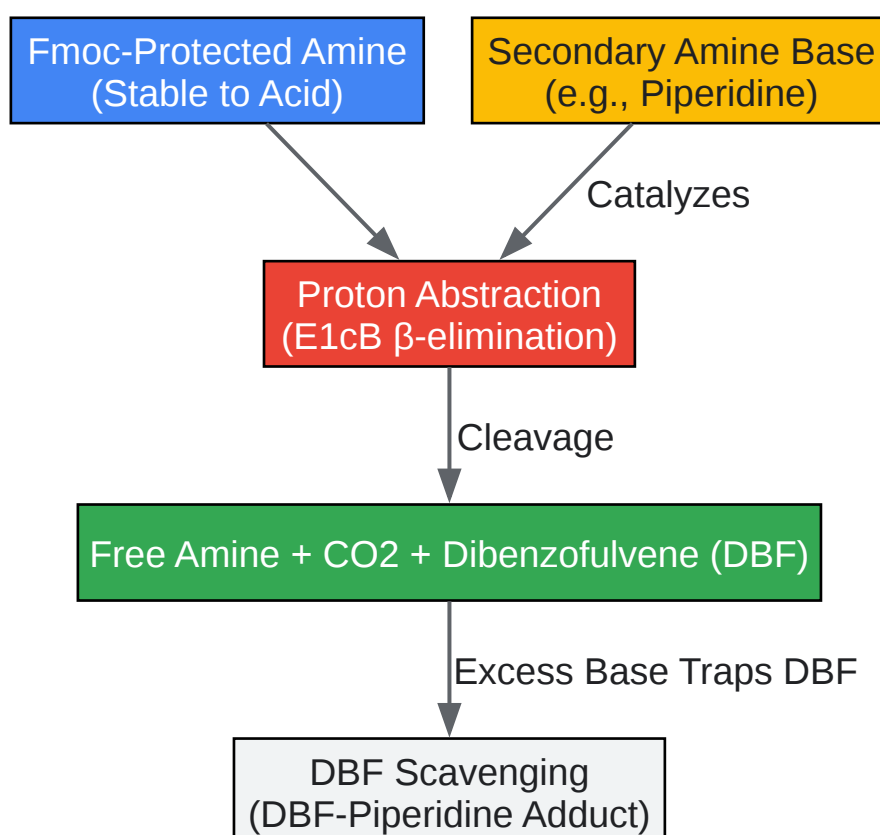 Fmoc-Protected Amine
(Stable to Acid)
Secondary Amine Base
(e.g., Piperidine)
Catalyzes
Proton Abstraction
(E1cB β-elimination)
Cleavage
Free Amine + CO2 + Dibenzofulvene (DBF)
Excess Base Traps DBF
DBF Scavenging
(DBF-Piperidine Adduct)